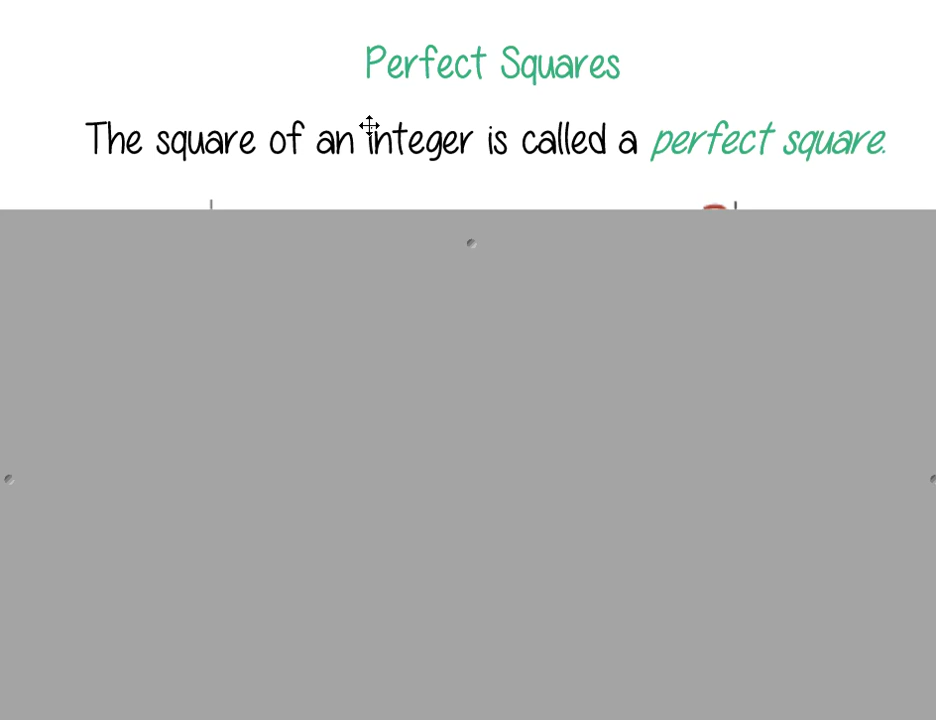 Perfect Squares
The square of an integer is called a perfect square.